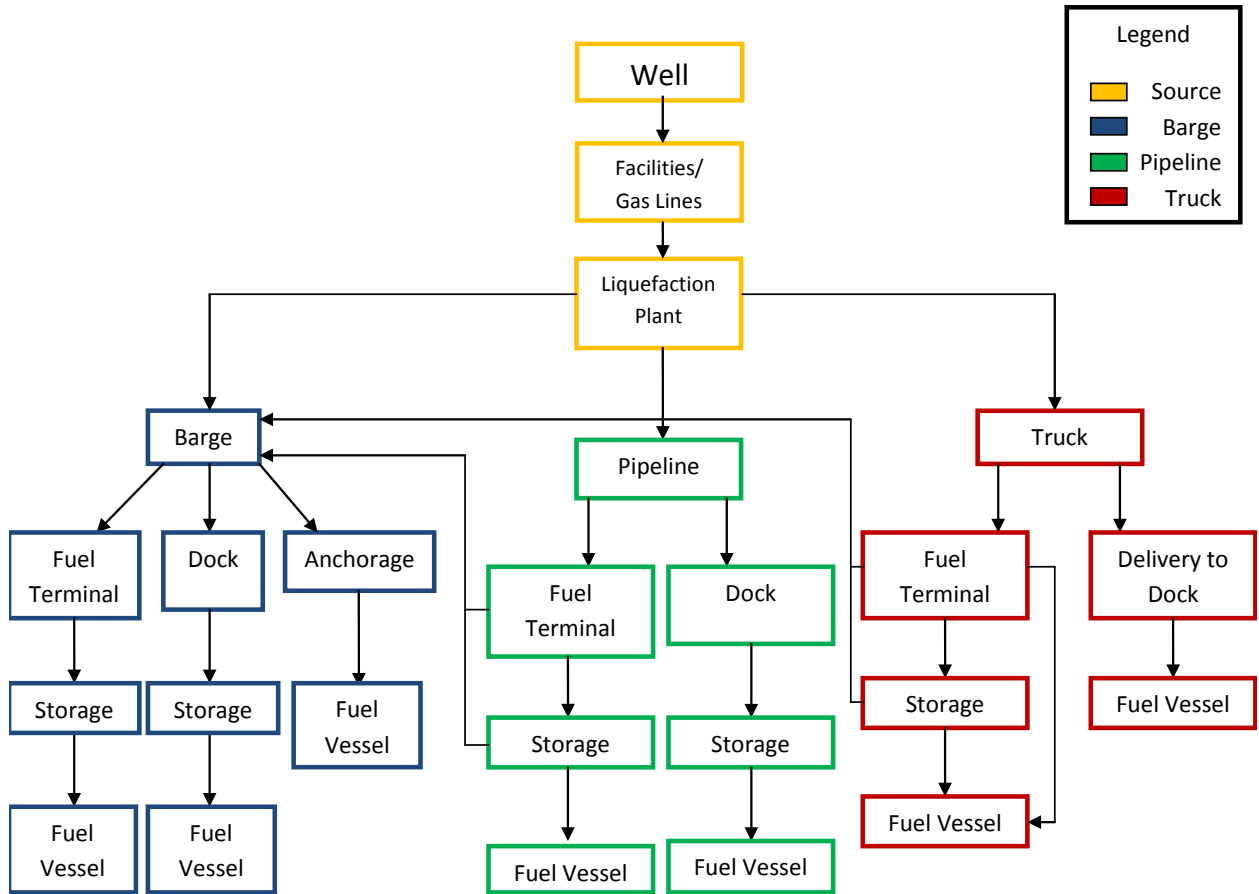 Legend
Source
Barge
Pipeline
Truck
Well
Facilities/
Gas Lines
Liquefaction
Plant
Barge
Pipeline
Truck
Fuel
Terminal
Dock
Anchorage
Fuel
Terminal
Dock
Fuel
Terminal
Delivery to
Dock
Storage
Storage
Fuel
Vessel
Storage
Storage
Storage
Fuel Vessel
Fuel
Vessel
Fuel
Vessel
Fuel Vessel
Fuel Vessel
Fuel Vessel